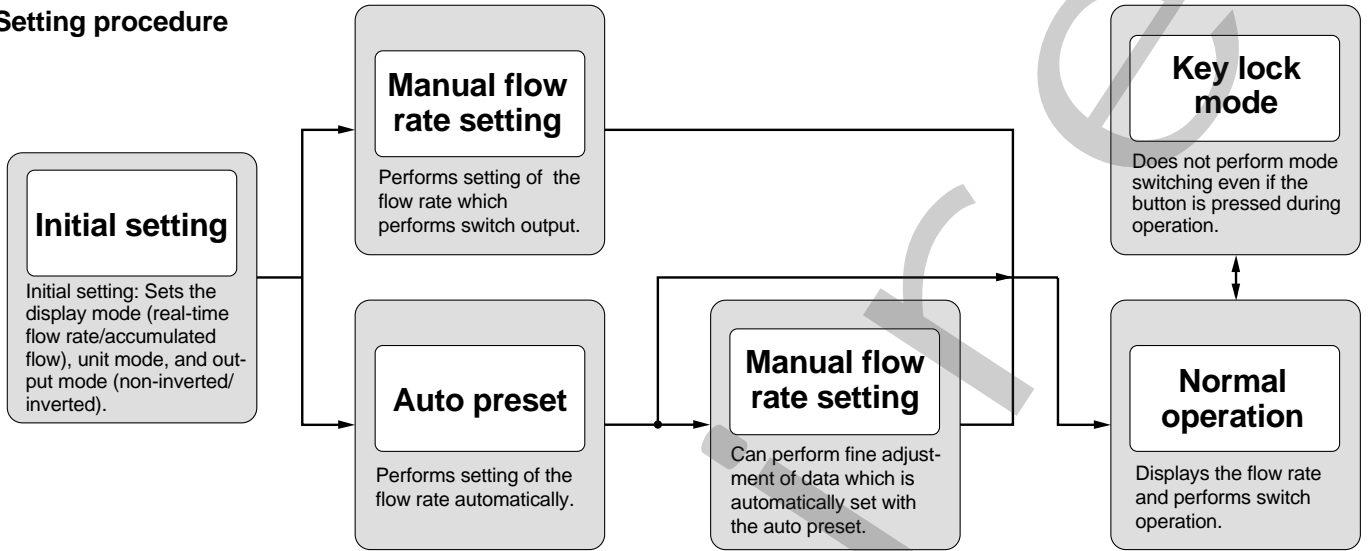 Setting procedure
Initial setting
Initial setting: Sets the
display mode (real-time
flow rate/accumulated
flow), unit mode, and out-
put mode (non-inverted/
inverted).
Manual flow
rate setting
Performs setting of the
flow rate which
performs switch output.
Auto preset
Performs setting of the
flow rate automatically.
Manual flow
rate setting
Can perform fine adjust-
ment of data which is
automatically set with
the auto preset.
Key lock
mode
Does not perform mode
switching even if the
button is pressed during
operation.
Normal
operation
Displays the flow rate
and performs switch
operation.